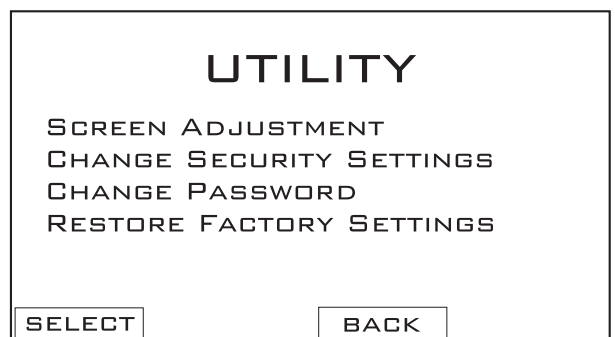 UTILITY
SCREEN ADJUSTMENT
CHANGE SECURITY SETTINGS
CHANGE PASSWORD
RESTORE FACTORY SETTINGS
SELECT BACK